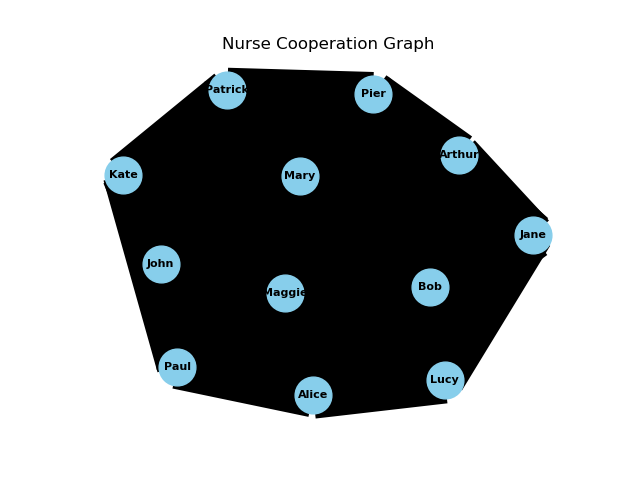 Nurse Cooperation Graph
Patrick
Pier
Arthur
Kate
Mary
Jane
John
Maggie
Bob
Paul
Lucy
Alice